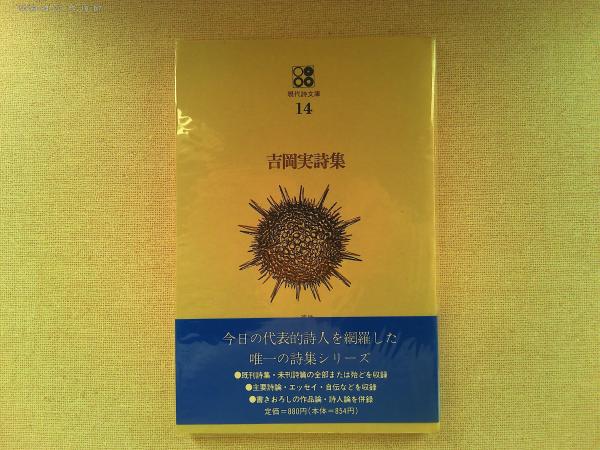 現代詩文庫
14
吉岡実詩集
今日の代表的詩人を網羅した
唯一の詩集シリーズ
●既刊詩集・未刊詩篇の全部または殆どを収録
●主要詩論・エッセイ・自伝などを収録
●書きおろしの作品論・詩人論を併録
定価=880円(本体=854円)